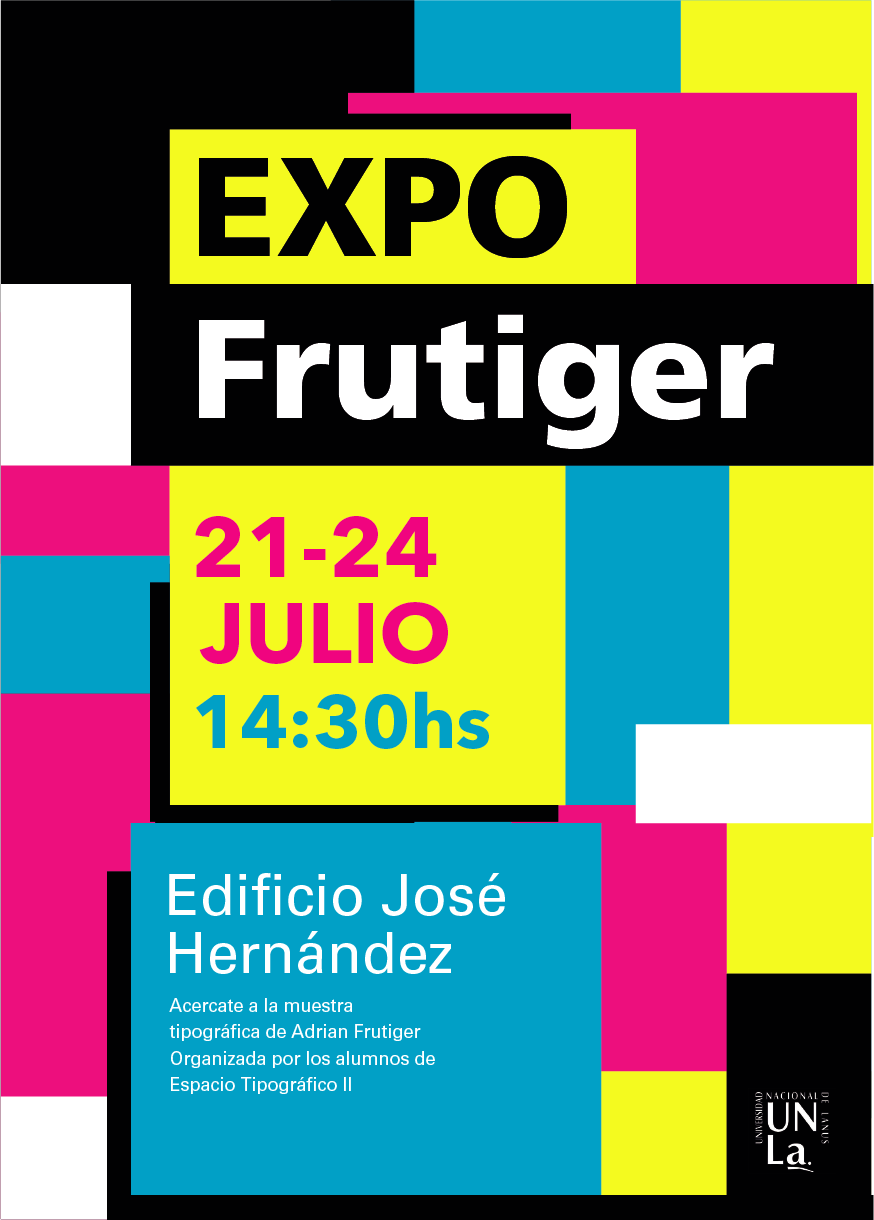 EXPO
Frutiger
21-24
JULIO
14:30hs
Edificio José
Hernández
Acercate a la muestra
tipográfica de Adrian Frutiger
Organizada por los alumnos de
Espacio Tipográfico II
UNIVERSIDAD
NACIONAL
DE LANUS
UN
La.